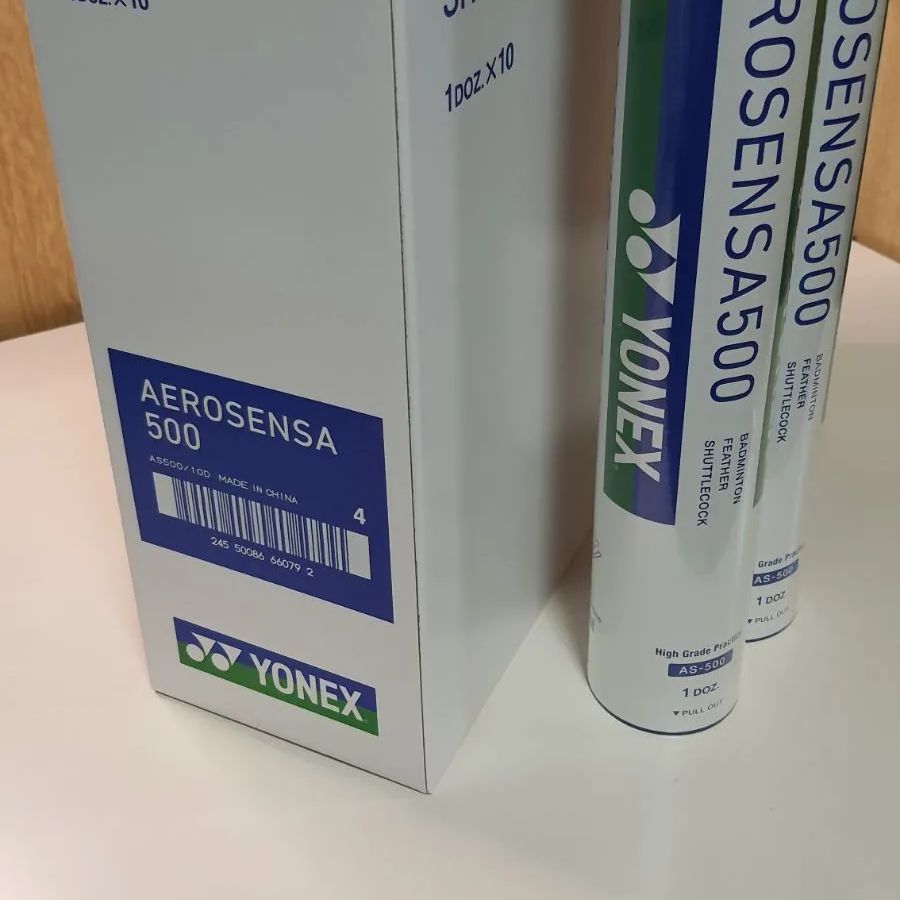 1DOZ.X10
AEROSENSA
500
AS500/10D MADE IN CHINA
4
245 50086 66079 2
YONEX
ROSENSA500
YONEX
BADMINTON
FEATHER
SHUTTLECOCK
High Grade Practice
AS-500
1 DOZ.
▼PULL OUT
OSENSA500
BADMINTON
FEATHER
SHUTTLECOCK
Grade
AS-500
1 DOZ
▼PULL OUT